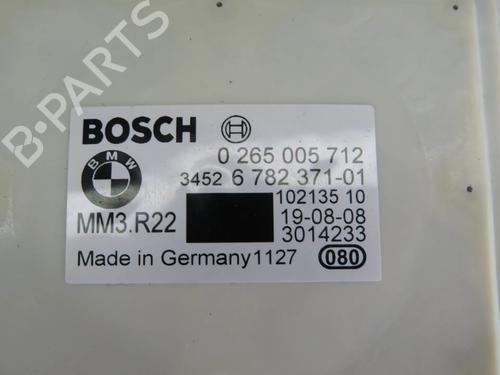 B-PARTS
BOSCH
BMW
0 265 005 712
3452 6 782 371-01
102135 10
MM3.R22
19-08-08
3014233
Made in Germany 1127
080